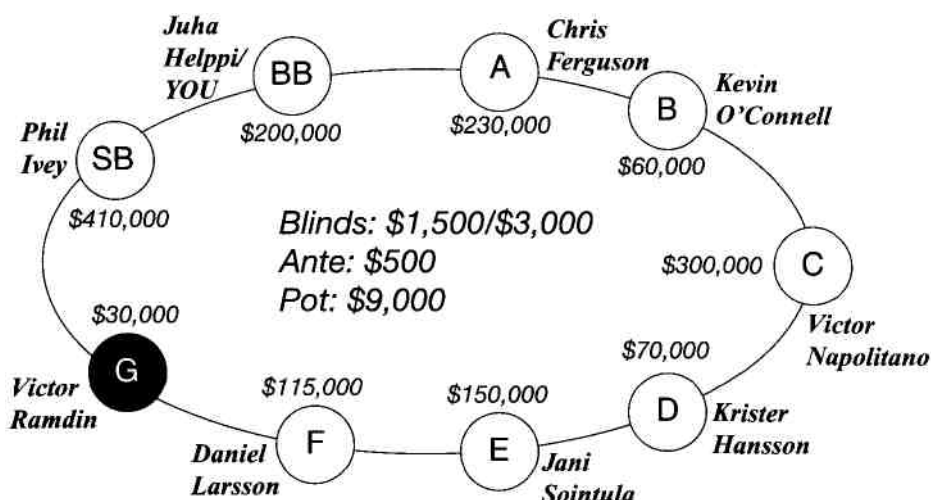 Juha
Helppi/
YOU
BB
$200,000
A
$230,000
Chris
Ferguson
B
$60,000
Kevin
O'Connell
Phil
Ivey
SB
$410,000
Blinds: $1,500/$3,000
Ante: $500
Pot: $9,000
$300,000
C
Victor
Napolitano
$30,000
G
Victor
Ramdin
$115,000
F
Daniel
Larsson
$150,000
E
Jani
Sointula
$70,000
D
Krister
Hansson